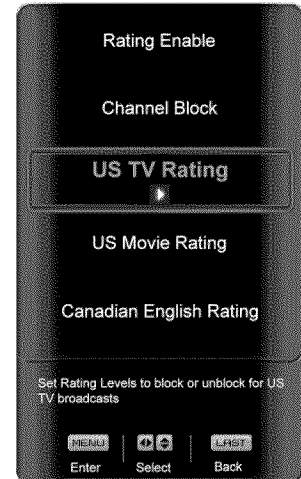 Rating Enable
Channel Block
US TV Rating
US Movie Rating
Canadian English Rating
Set Rating Levels to block or unblock for US
TV broadcasts
MENU LAST
Enter Select Back